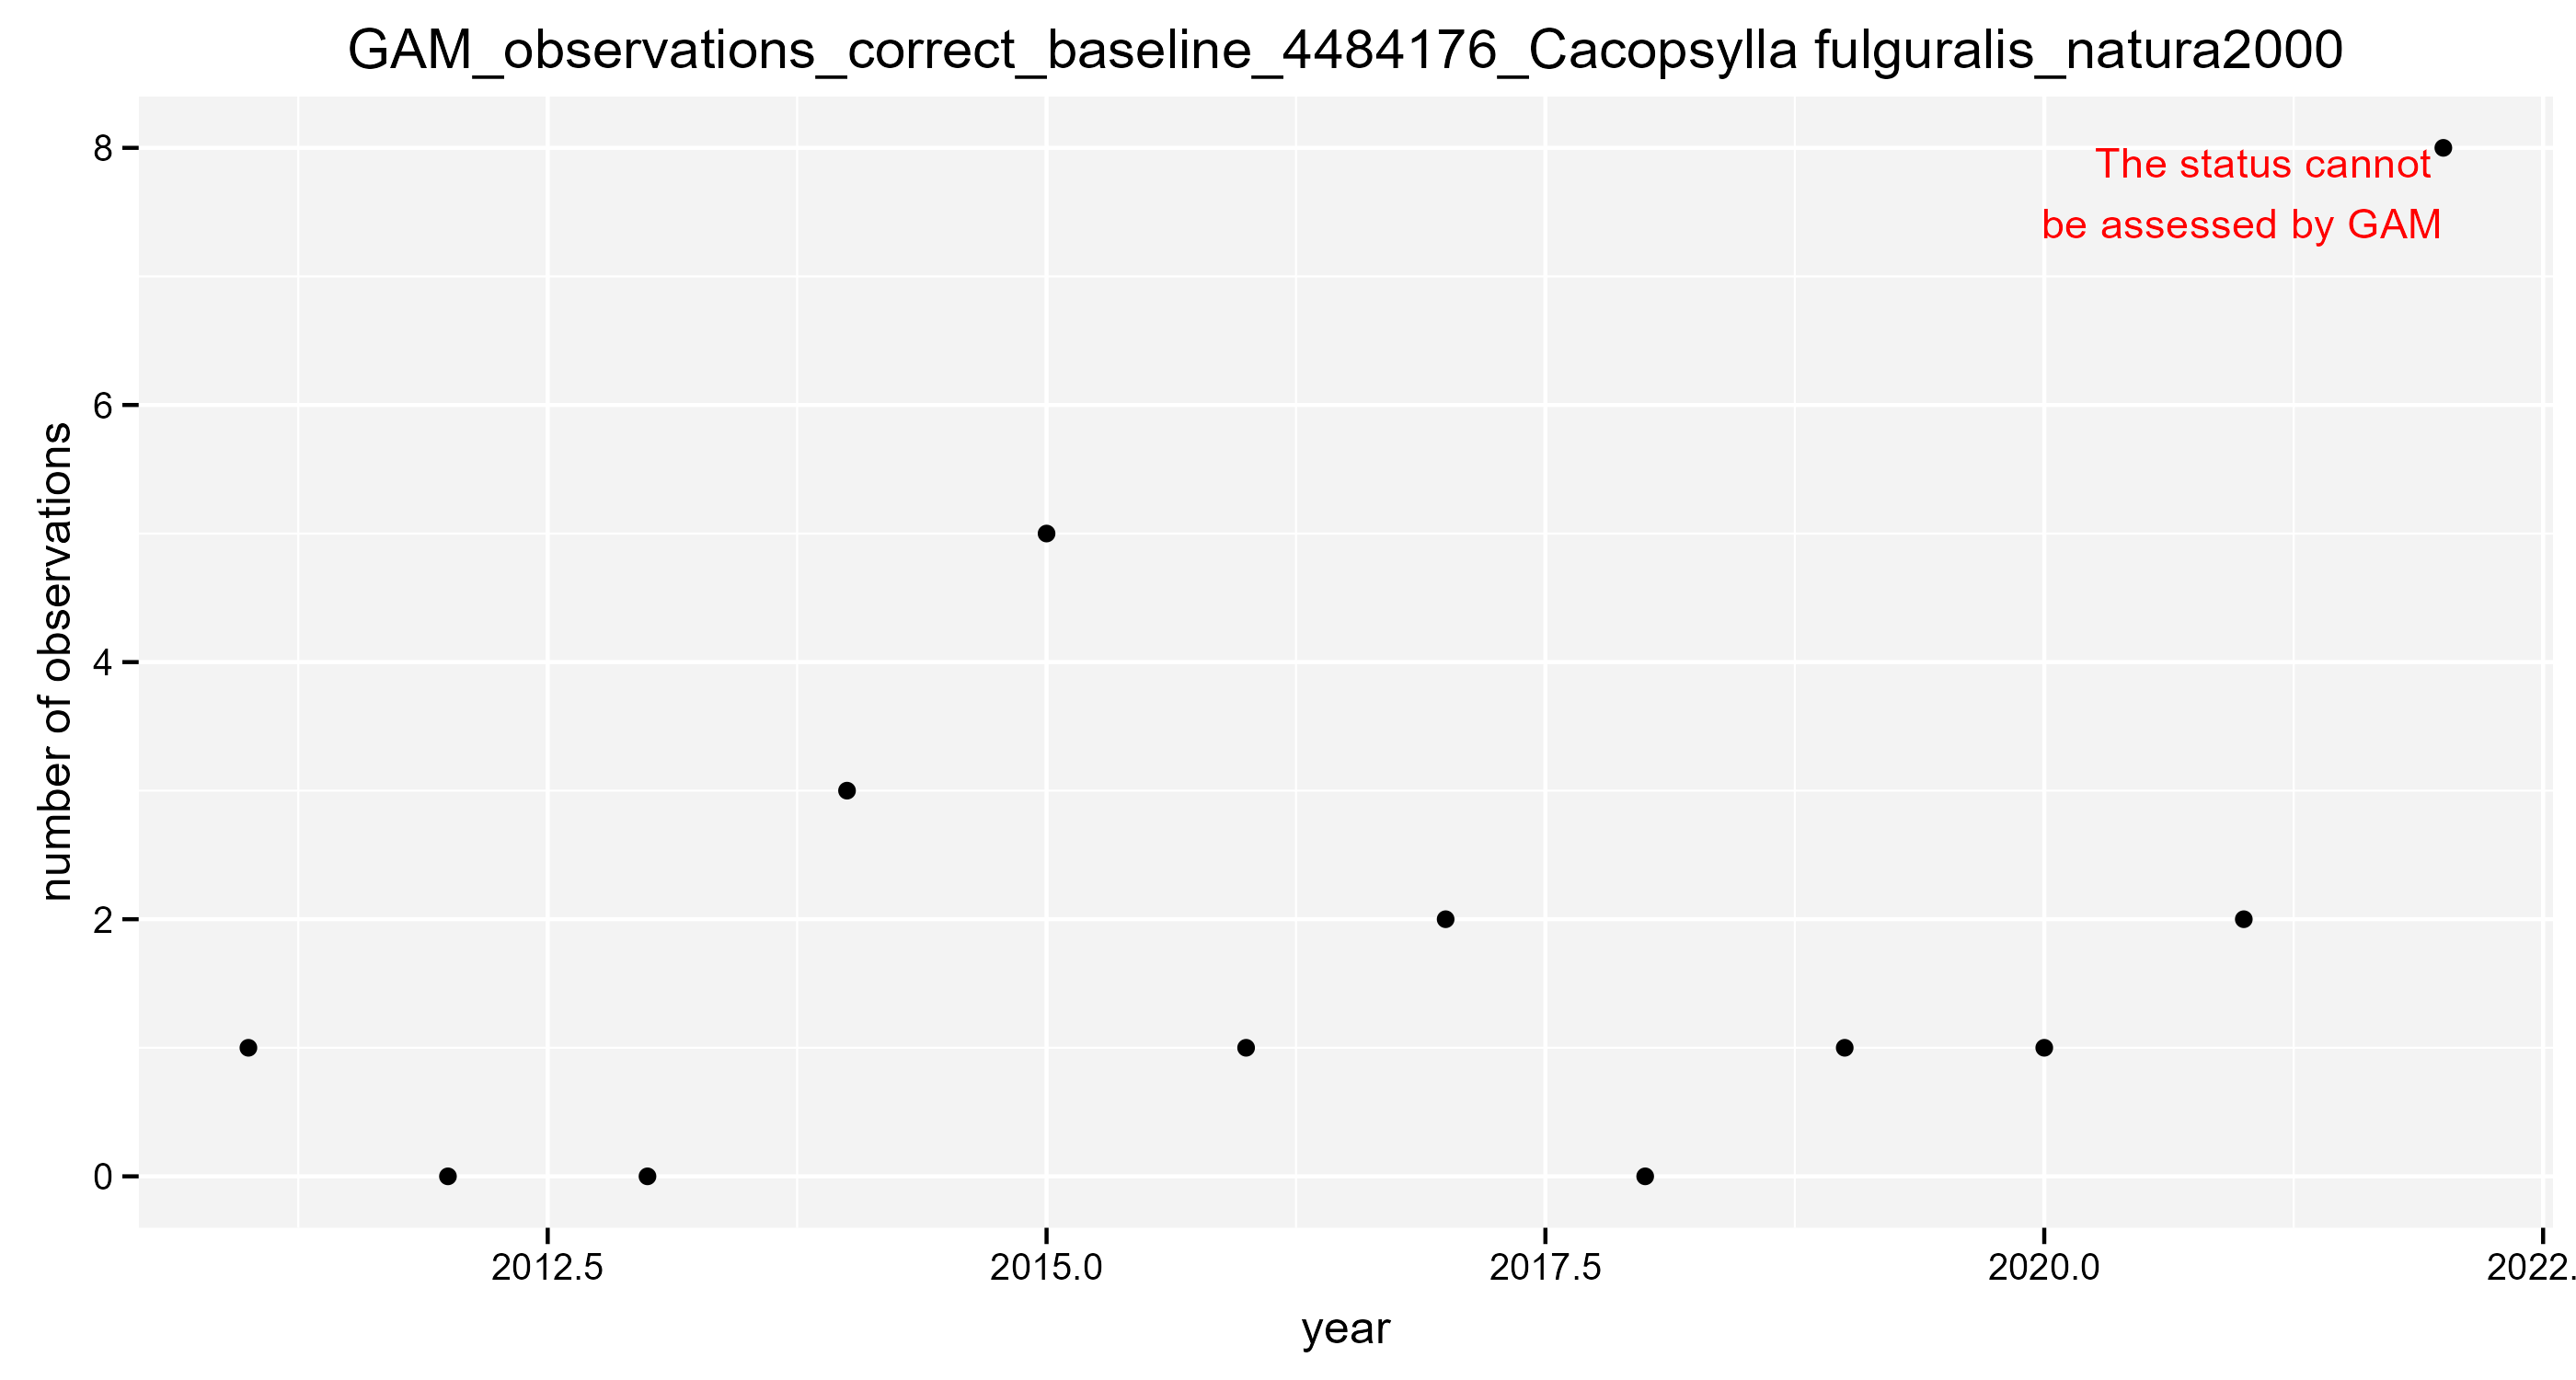 GAM_observations_correct_baseline_4484176_Cacopsylla fulguralis_natura2000
8
The status cannot
be assessed by GAM
6
number of observations
4
2
0
2012.5
2015.0
2017.5
2020.0
2022.
year